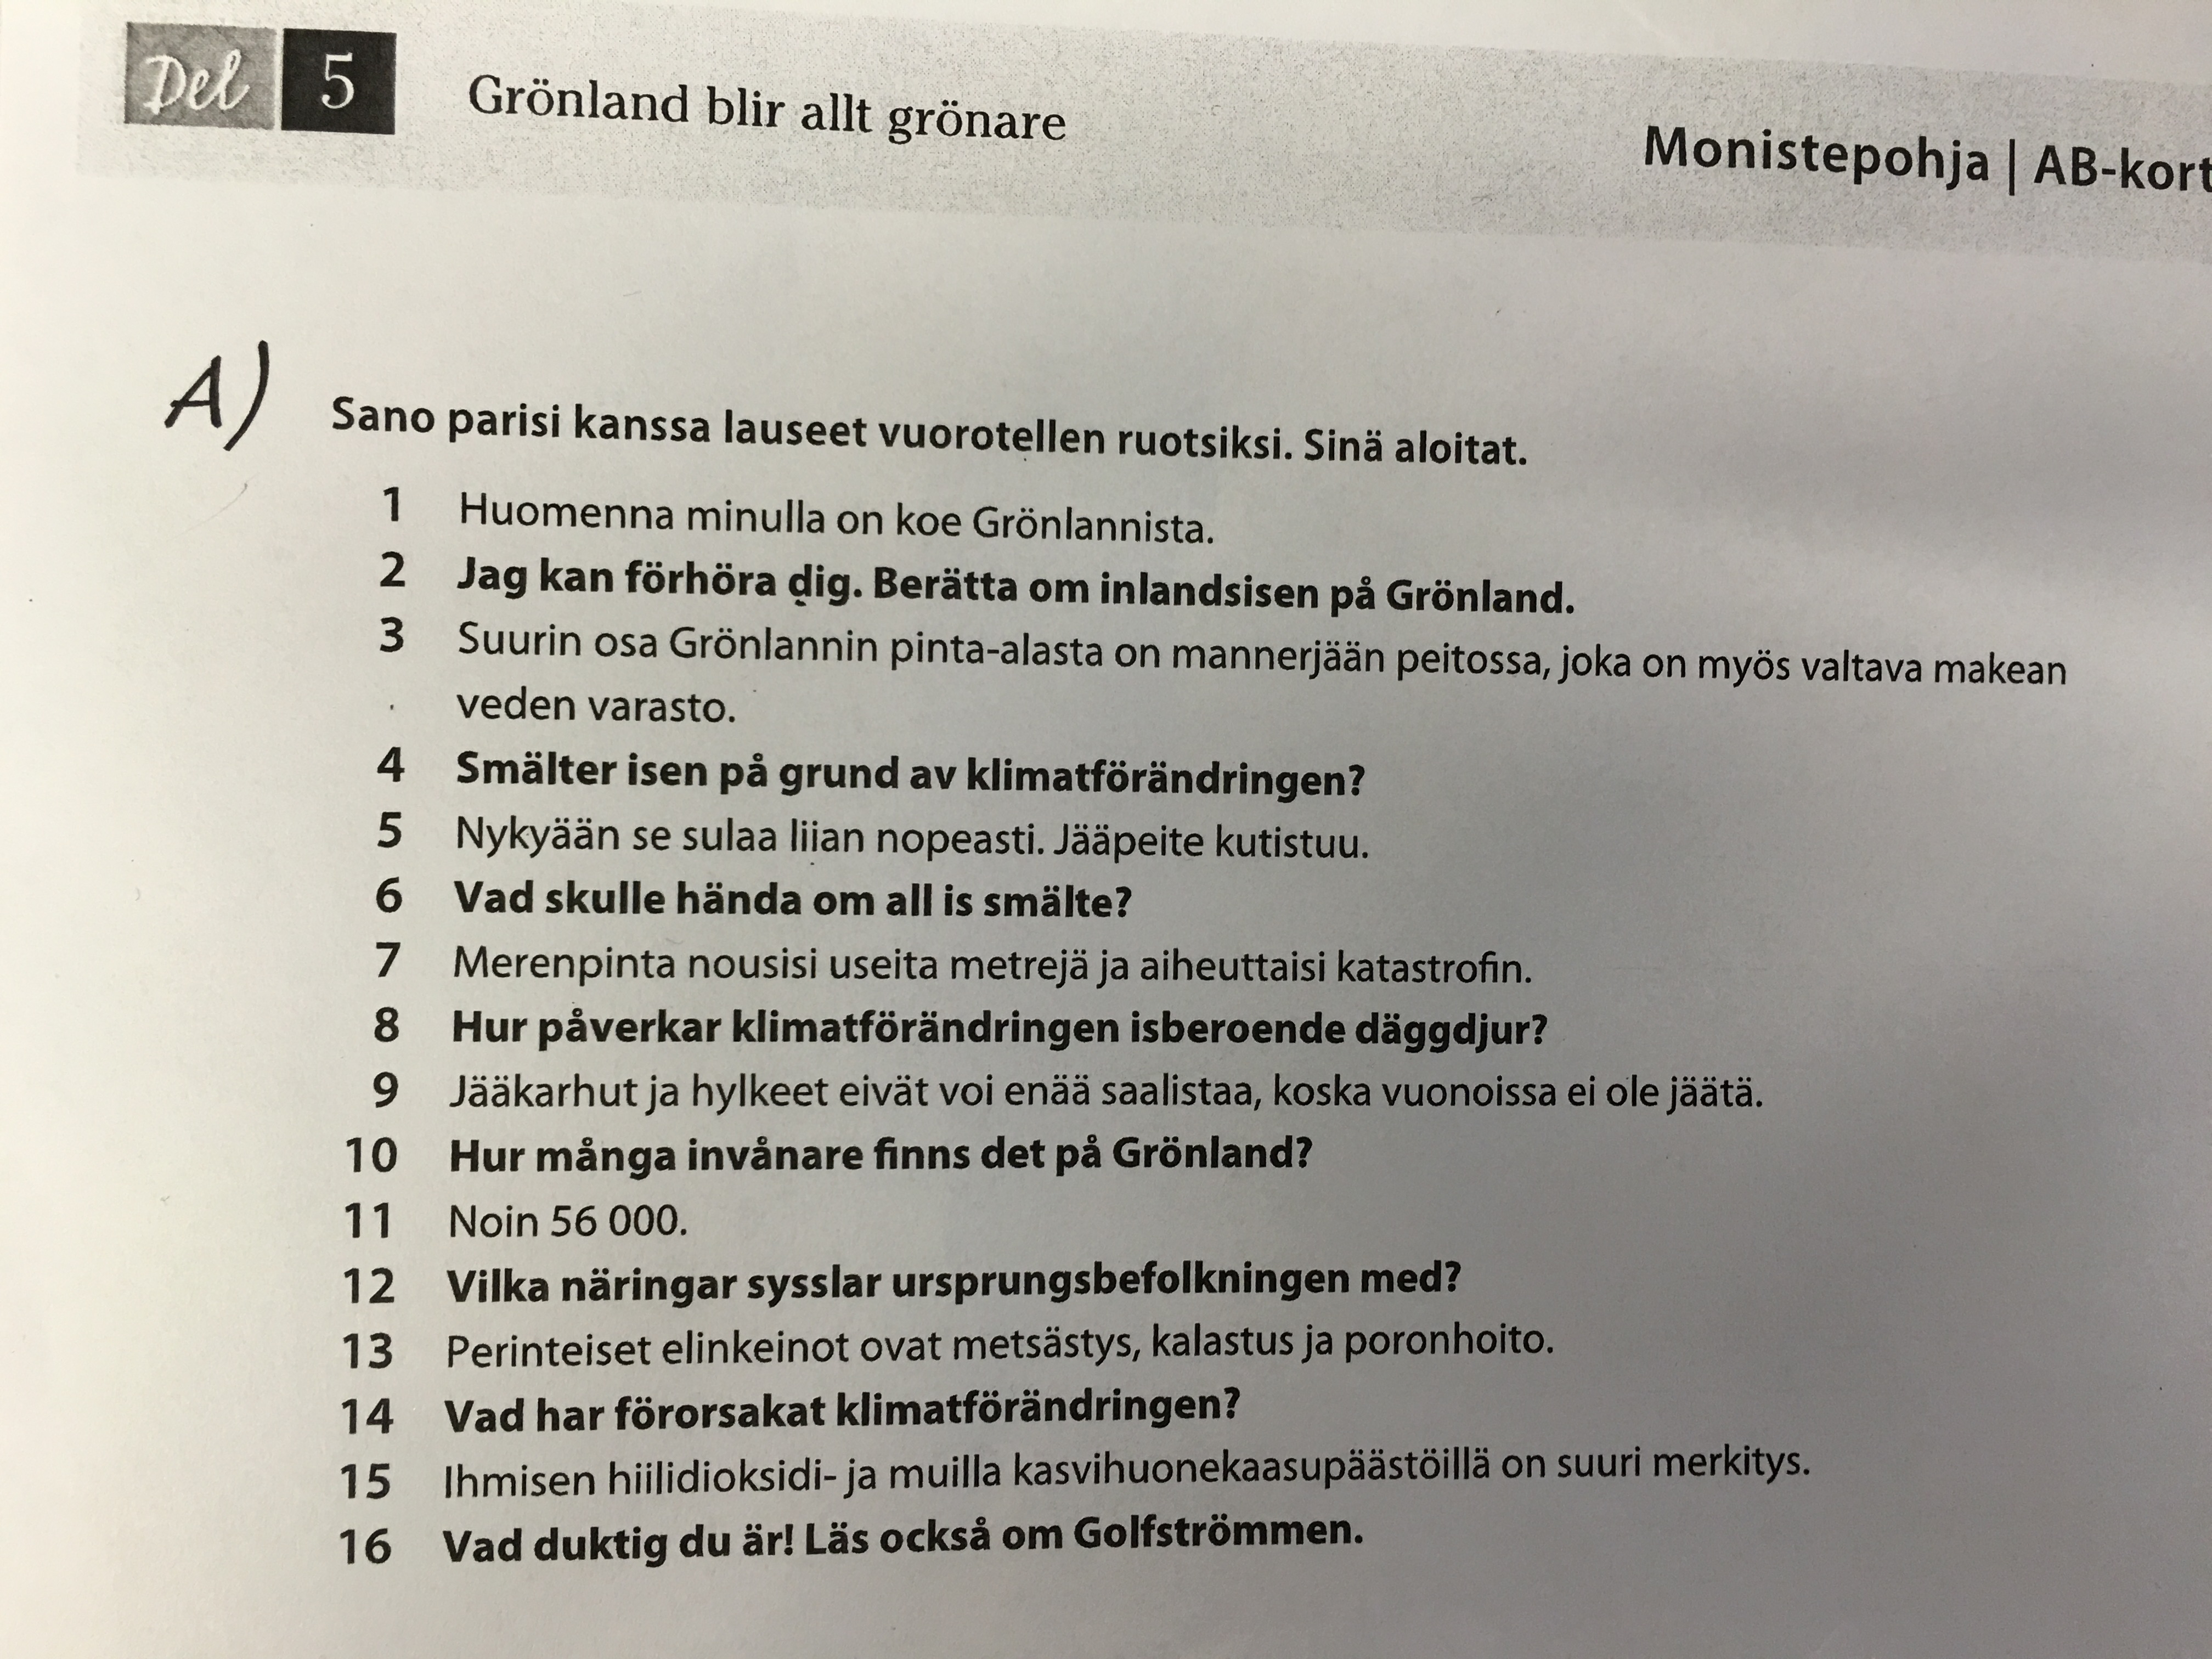 Del 5 Grönland blir allt grönare
Monistepohja | AB-kort
A) Sano parisi kanssa lauseet vuorotellen ruotsiksi. Sinä aloitat.
1 Huomenna minulla on koe Grönlannista.
2 Jag kan förhöra dig. Berätta om inlandsisen på Grönland.
3 Suurin osa Grönlannin pinta-alasta on mannerjään peitossa, joka on myös valtava makean
veden varasto.
4 Smälter isen på grund av klimatförändringen?
5 Nykyään se sulaa liian nopeasti. Jääpeite kutistuu.
6 Vad skulle hända om all is smälte?
7 Merenpinta nousisi useita metrejä ja aiheuttaisi katastrofin.
8 Hur påverkar klimatförändringen isberoende däggdjur?
9 Jääkarhut ja hylkeet eivät voi enää saalistaa, koska vuonoissa ei ole jäätä.
10 Hur många invånare finns det på Grönland?
11 Noin 56 000.
12 Vilka näringar sysslar ursprungsbefolkningen med?
13 Perinteiset elinkeinot ovat metsästys, kalastus ja poronhoito.
14 Vad har förorsakat klimatförändringen?
15 Ihmisen hiilidioksidi- ja muilla kasvihuonekaasupäästöillä on suuri merkitys.
16 Vad duktig du är! Läs också om Golfströmmen.